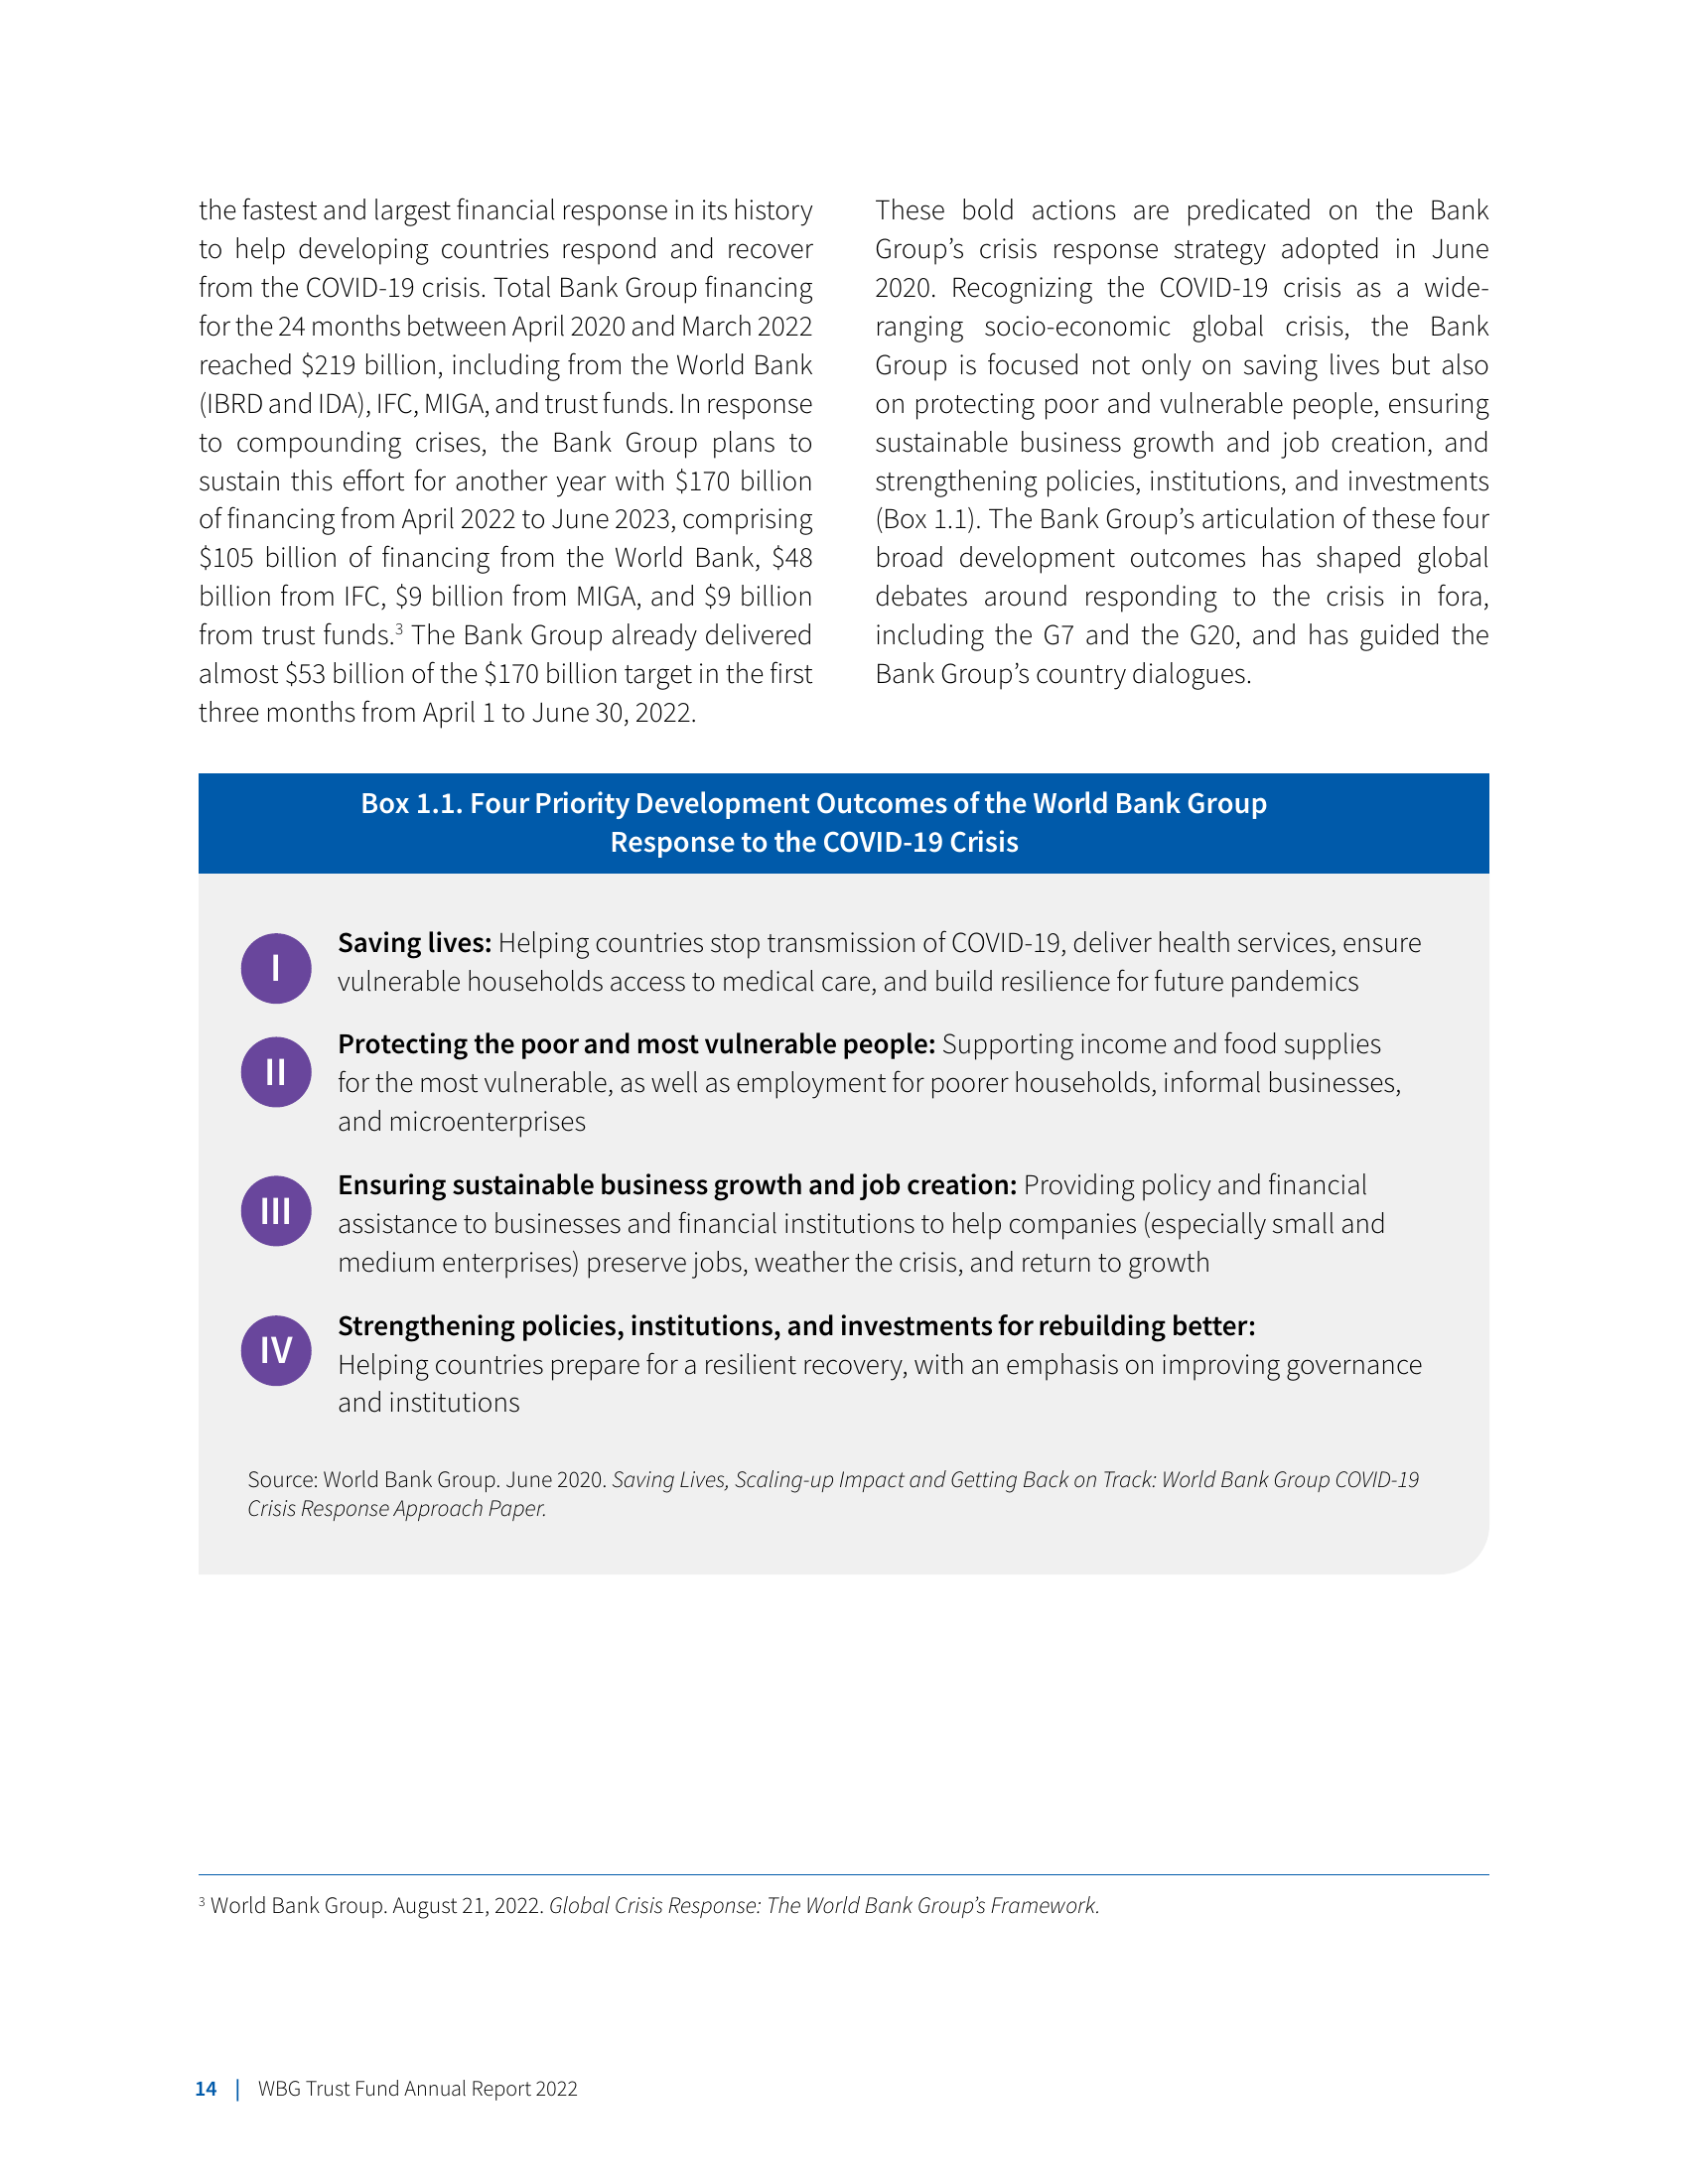 the fastest and largest financial response in its history
to help developing countries respond and recover
from the COVID-19 crisis. Total Bank Group financing
for the 24 months between April 2020 and March 2022
reached $219 billion, including from the World Bank
(IBRD and IDA), IFC, MIGA, and trust funds. In response
to compounding crises, the Bank Group plans to
sustain this effort for another year with $170 billion
of financing from April 2022 to June 2023, comprising
$105 billion of financing from the World Bank, $48
billion from IFC, $9 billion from MIGA, and $9 billion
from trust funds.³ The Bank Group already delivered
almost $53 billion of the $170 billion target in the first
three months from April 1 to June 30, 2022.
These bold actions are predicated on the Bank
Group’s crisis response strategy adopted in June
2020. Recognizing the COVID-19 crisis as a wide-
ranging socio-economic global crisis, the Bank
Group is focused not only on saving lives but also
on protecting poor and vulnerable people, ensuring
sustainable business growth and job creation, and
strengthening policies, institutions, and investments
(Box 1.1). The Bank Group’s articulation of these four
broad development outcomes has shaped global
debates around responding to the crisis in fora,
including the G7 and the G20, and has guided the
Bank Group’s country dialogues.
Box 1.1. Four Priority Development Outcomes of the World Bank Group
Response to the COVID-19 Crisis
I
Saving lives: Helping countries stop transmission of COVID-19, deliver health services, ensure
vulnerable households access to medical care, and build resilience for future pandemics
II
Protecting the poor and most vulnerable people: Supporting income and food supplies
for the most vulnerable, as well as employment for poorer households, informal businesses,
and microenterprises
III
Ensuring sustainable business growth and job creation: Providing policy and financial
assistance to businesses and financial institutions to help companies (especially small and
medium enterprises) preserve jobs, weather the crisis, and return to growth
IV
Strengthening policies, institutions, and investments for rebuilding better:
Helping countries prepare for a resilient recovery, with an emphasis on improving governance
and institutions
Source: World Bank Group. June 2020. Saving Lives, Scaling-up Impact and Getting Back on Track: World Bank Group COVID-19
Crisis Response Approach Paper.
³ World Bank Group. August 21, 2022. Global Crisis Response: The World Bank Group’s Framework.
14 | WBG Trust Fund Annual Report 2022